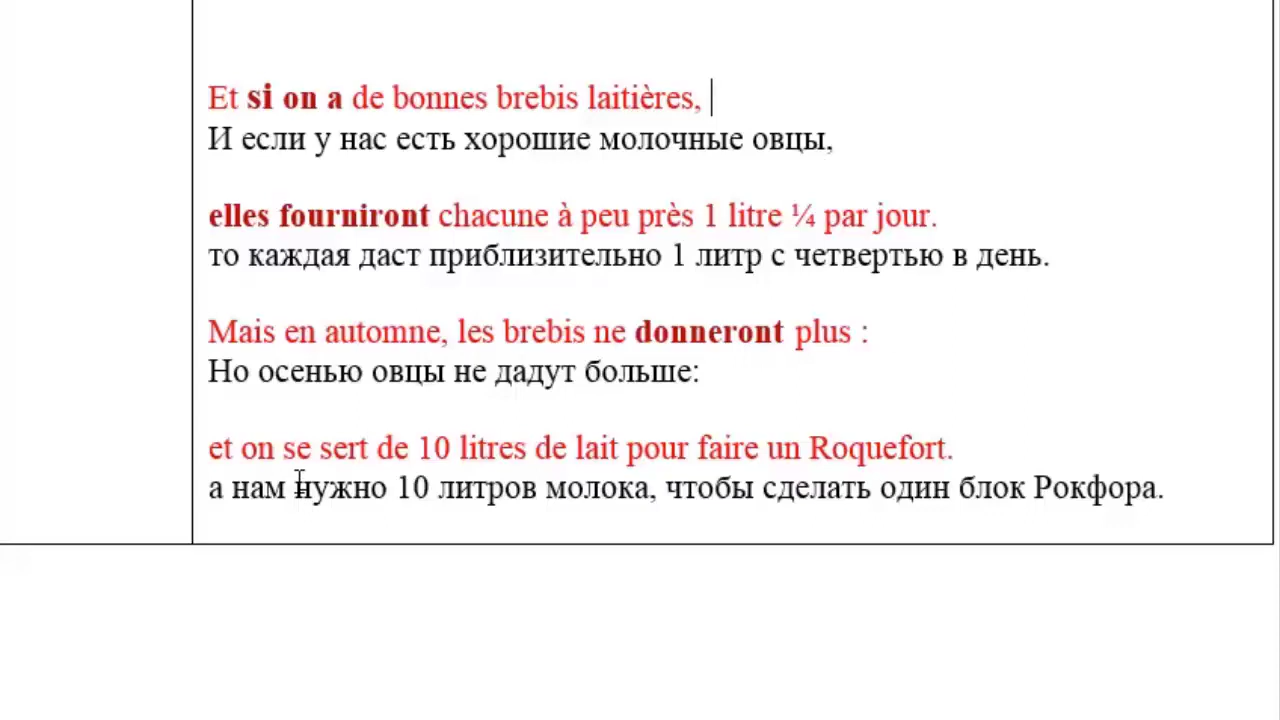 Et si on a de bonnes brebis laitières,
И если у нас есть хорошие молочные овцы,
elles fourniront chacune à peu près 1 litre ¼ par jour.
то каждая даст приблизительно 1 литр с четвертью в день.
Mais en automne, les brebis ne donneront plus :
Но осенью овцы не дадут больше:
et on se sert de 10 litres de lait pour faire un Roquefort.
а нам нужно 10 литров молока, чтобы сделать один блок Рокфора.